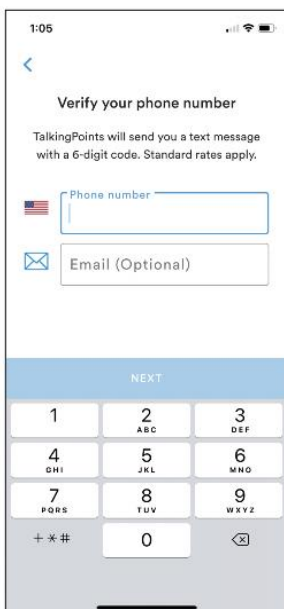 1:05
Verify your phone number
TalkingPoints will send you a text message
with a 6-digit code. Standard rates apply.
Phone number
Email (Optional)
NEXT
1 2 3
ABC DEF
4 5 6
GHI JKL MNO
7 8 9
PQRS TUV WXYZ
+ * # 0